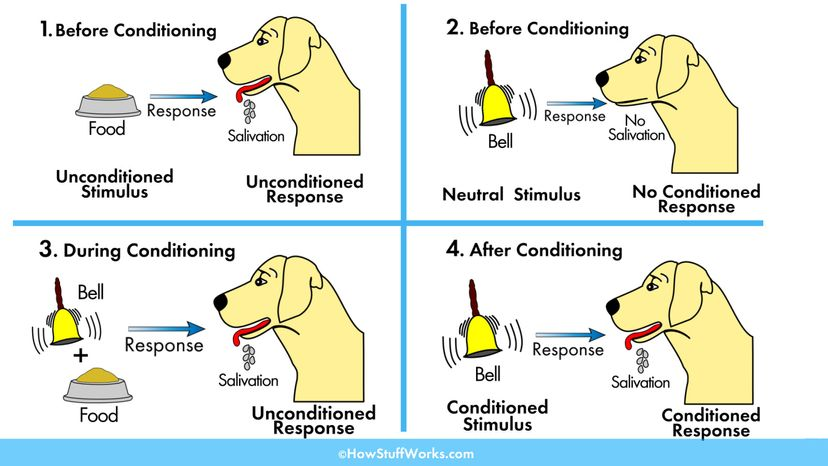 1. Before Conditioning
Food
Response
Salivation
Unconditioned
Stimulus
Unconditioned
Response
2. Before Conditioning
Bell
Response
No
Salivation
Neutral Stimulus
No Conditioned
Response
3. During Conditioning
Bell
+
Food
Response
Salivation
Unconditioned
Response
4. After Conditioning
Bell
Response
Salivation
Conditioned
Stimulus
Conditioned
Response
©HowStuffWorks.com